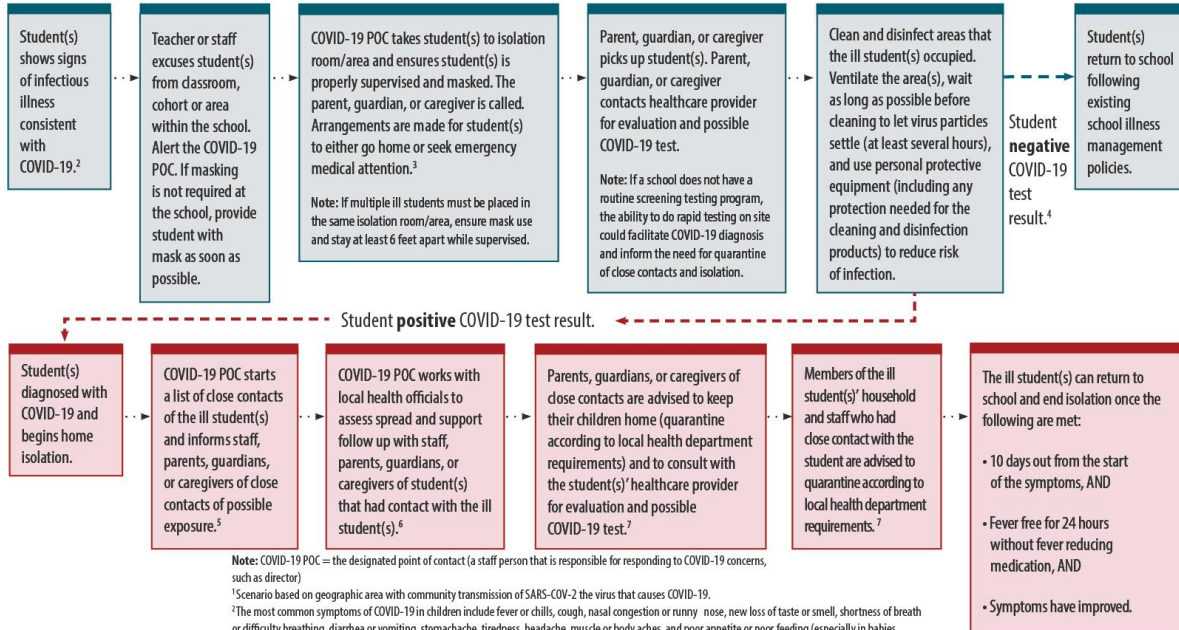 Student(s)
shows signs
of infectious
illness
consistent
with
COVID-19.²
Teacher or staff
excuses student(s)
from classroom,
cohort or area
within the school.
Alert the COVID-19
POC. If masking
is not required at
the school, provide
student with
mask as soon as
possible.
COVID-19 POC takes student(s) to isolation
room/area and ensures student(s) is
properly supervised and masked. The
parent, guardian, or caregiver is called.
Arrangements are made for student(s)
to either go home or seek emergency
medical attention.³
Note: If multiple ill students must be placed in
the same isolation room/area, ensure mask use
and stay at least 6 feet apart while supervised.
Parent, guardian, or caregiver
picks up student(s). Parent,
guardian, or caregiver
contacts healthcare provider
for evaluation and possible
COVID-19 test.
Note: If a school does not have a
routine screening testing program,
the ability to do rapid testing on site
could facilitate COVID-19 diagnosis
and inform the need for quarantine
of close contacts and isolation.
Clean and disinfect areas that
the ill student(s) occupied.
Ventilate the area(s), wait
as long as possible before
cleaning to let virus particles
settle (at least several hours),
and use personal protective
equipment (including any
protection needed for the
cleaning and disinfection
products) to reduce risk
of infection.
Student
negative
COVID-19
test
result.⁴
Student(s)
return to school
following
existing
school illness
management
policies.
Student positive COVID-19 test result.
Student(s)
diagnosed with
COVID-19 and
begins home
isolation.
COVID-19 POC starts
a list of close contacts
of the ill student(s)
and informs staff,
parents, guardians,
or caregivers of close
contacts of possible
exposure.⁵
COVID-19 POC works with
local health officials to
assess spread and support
follow up with staff,
parents, guardians, or
caregivers of student(s)
that had contact with the ill
student(s).⁶
Parents, guardians, or caregivers of
close contacts are advised to keep
their children home (quarantine
according to local health department
requirements) and to consult with
the student(s)' healthcare provider
for evaluation and possible
COVID-19 test.⁷
Members of the ill
student(s)' household
and staff who had
close contact with the
student are advised to
quarantine according to
local health department
requirements. ⁷
The ill student(s) can return to
school and end isolation once the
following are met:
• 10 days out from the start
of the symptoms, AND
• Fever free for 24 hours
without fever reducing
medication, AND
• Symptoms have improved.
Note: COVID-19 POC = the designated point of contact (a staff person that is responsible for responding to COVID-19 concerns,
such as director)
¹Scenario based on geographic area with community transmission of SARS-COV-2 the virus that causes COVID-19.
²The most common symptoms of COVID-19 in children include fever or chills, cough, nasal congestion or runny nose, new loss of taste or smell, shortness of breath
or difficulty breathing, diarrhea or vomiting, stomachache, tiredness, headache, muscle or body aches, and poor appetite or poor feeding (especially in babies